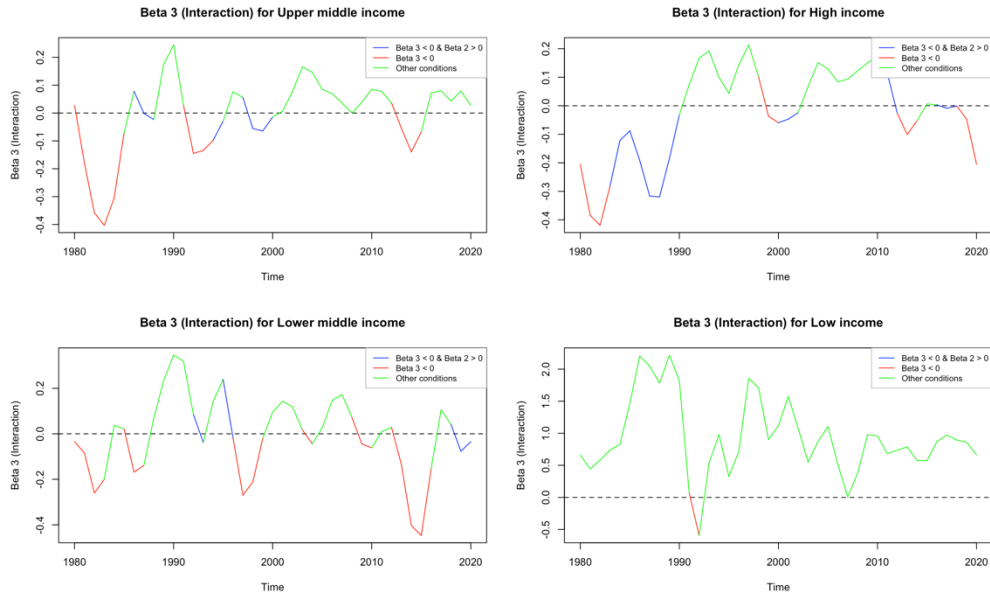 Beta 3 (Interaction) for Upper middle income
Beta 3 (Interaction)
0.2
0.1
0.0
-0.1
-0.2
-0.3
-0.4
Beta 3 < 0 & Beta 2 > 0
Beta 3 < 0
Other conditions
1980
1990
2000
2010
2020
Time
Beta 3 (Interaction) for High income
Beta 3 (Interaction)
0.2
0.1
0.0
-0.1
-0.2
-0.3
-0.4
Beta 3 < 0 & Beta 2 > 0
Beta 3 < 0
Other conditions
1980
1990
2000
2010
2020
Time
Beta 3 (Interaction) for Lower middle income
Beta 3 (Interaction)
0.2
0.0
-0.2
-0.4
Beta 3 < 0 & Beta 2 > 0
Beta 3 < 0
Other conditions
1980
1990
2000
2010
2020
Time
Beta 3 (Interaction) for Low income
Beta 3 (Interaction)
2.0
1.5
1.0
0.5
0.0
-0.5
Beta 3 < 0 & Beta 2 > 0
Beta 3 < 0
Other conditions
1980
1990
2000
2010
2020
Time